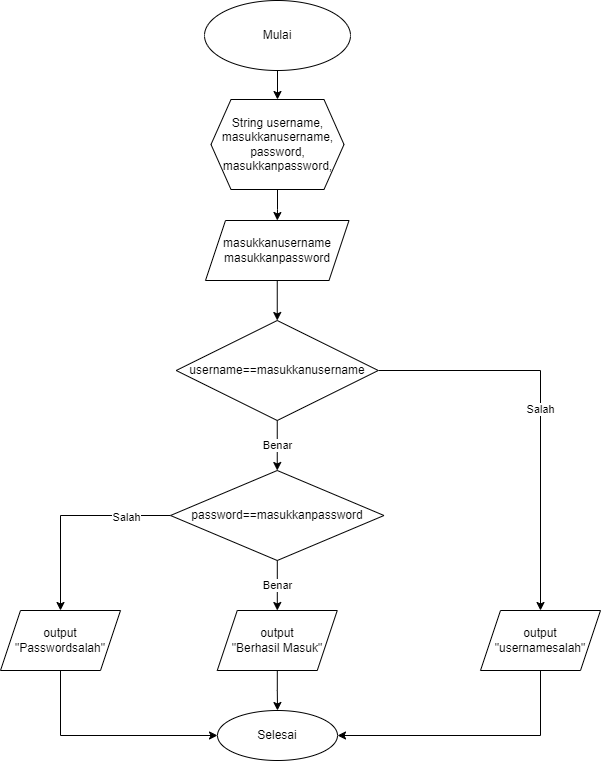 Mulai
String username,
masukkanusername,
password,
masukkanpassword,
masukkanusername
masukkanpassword
username==masukkanusername
Salah
Benar
password==masukkanpassword
Salah
Benar
output
"Passwordsalah"
output
"Berhasil Masuk"
output
"usernamesalah"
Selesai